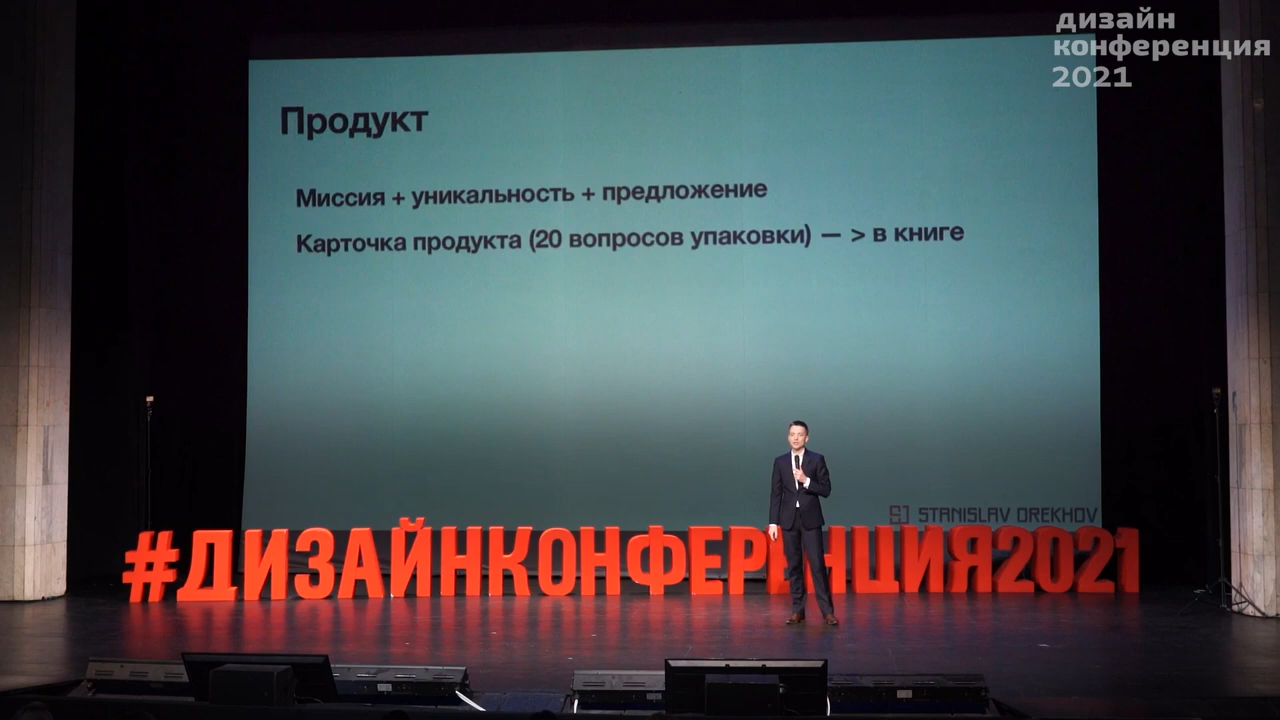 дизайн
конференция
2021
Продукт
Миссия + уникальность + предложение
Карточка продукта (20 вопросов упаковки) — > в книге
STANISLAV OREKHOV
#ДИЗАЙНКОНФЕРЕНЦИЯ2021